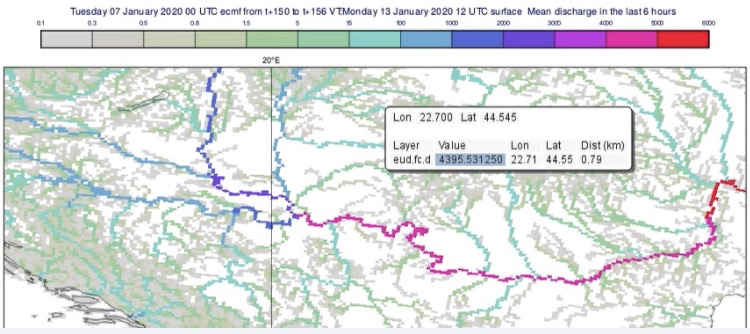 Tuesday 07 January 2020 00 UTC ecmf from t+150 to t+156 VT:Monday 13 January 2020 12 UTC surface Mean discharge in the last 6 hours
0.1 0.3 0.5 0.8 1.5 5 15 100 400 1000 2000 3000 4000 5000 6000
20°E
Lon 22.700 Lat 44.545
Layer Value Lon Lat Dist (km)
eud.fc.d 4395.531250 22.71 44.55 0.79